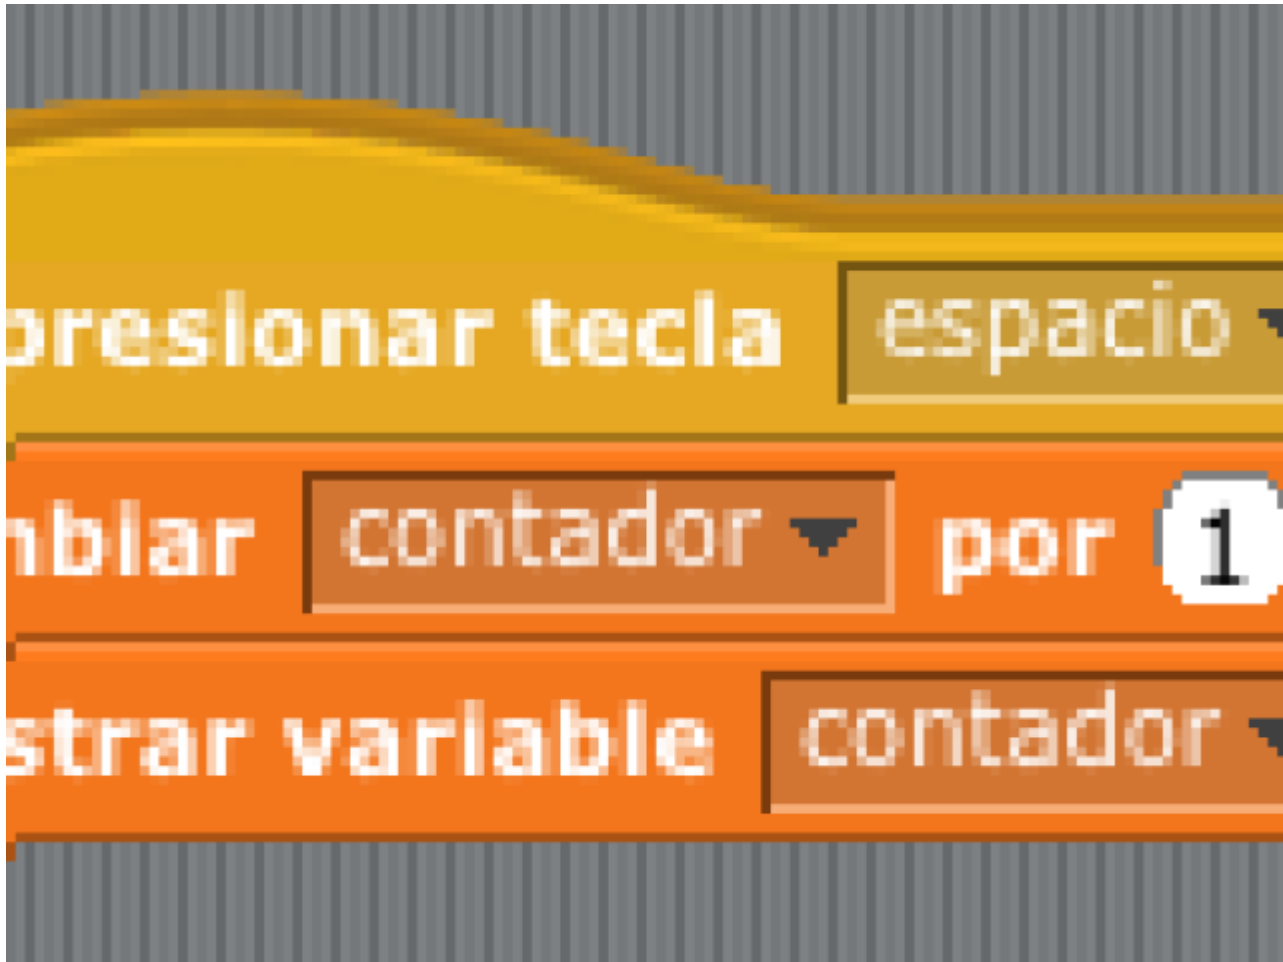 presionar tecla espacio
mbiar contador por 1
strar variable contador